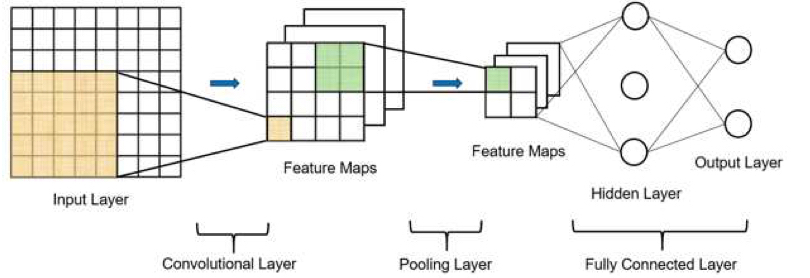 Feature Maps
Feature Maps
Output Layer
Input Layer
Hidden Layer
Convolutional Layer
Pooling Layer
Fully Connected Layer